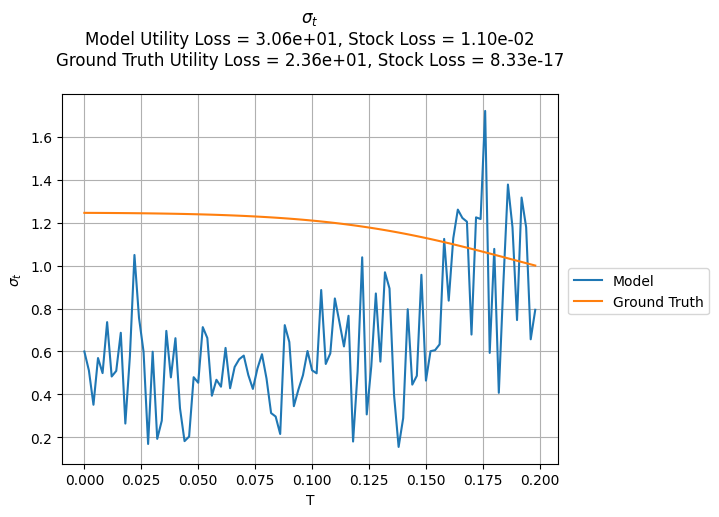 σt
Model Utility Loss = 3.06e+01, Stock Loss = 1.10e-02
Ground Truth Utility Loss = 2.36e+01, Stock Loss = 8.33e-17
1.6
1.4
1.2
1.0
0.8
0.6
0.4
0.2
σt
0.000 0.025 0.050 0.075 0.100 0.125 0.150 0.175 0.200
T
Model
Ground Truth